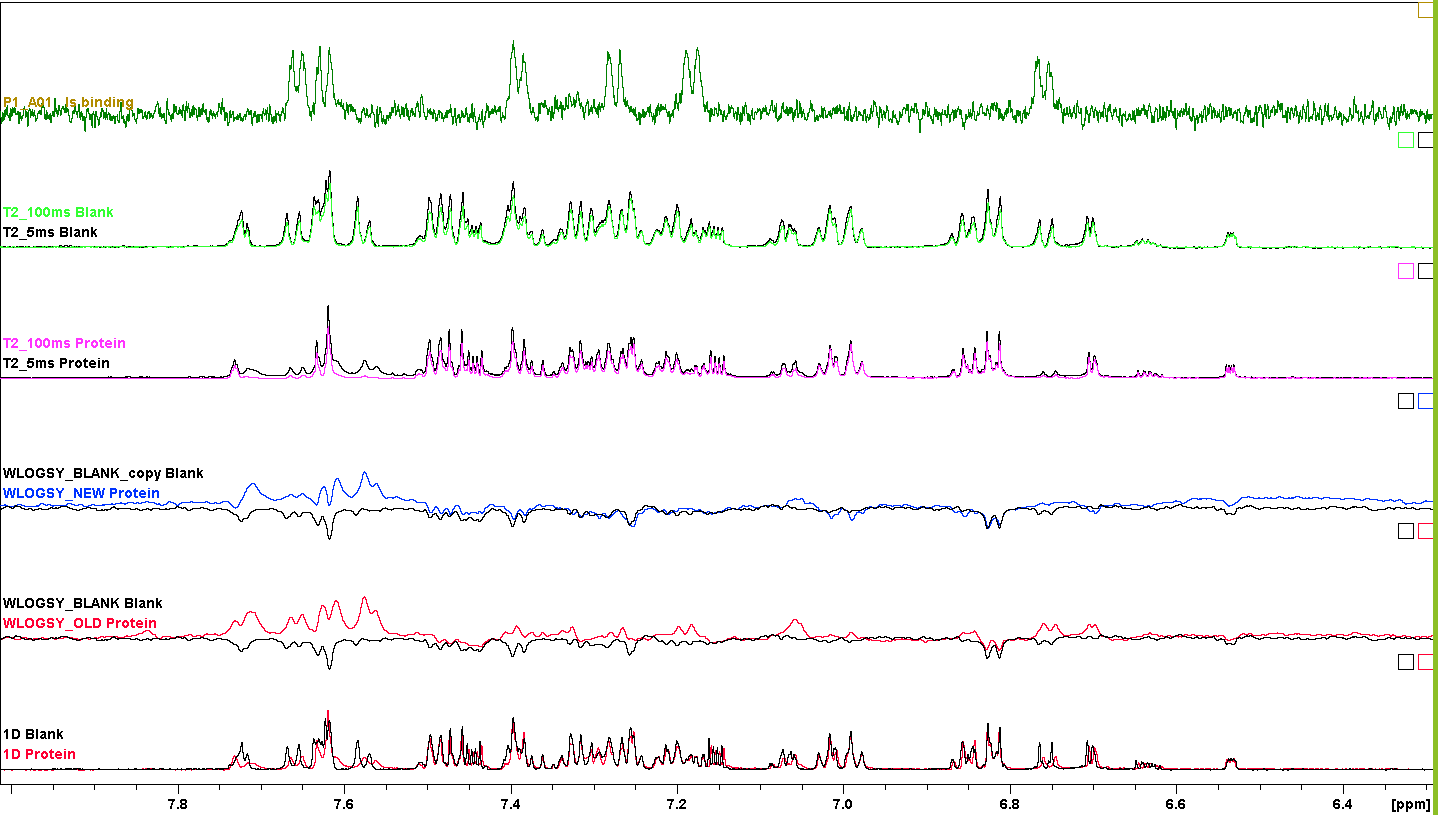 P1_A01_Is binding
T2_100ms Blank
T2_5ms Blank
T2_100ms Protein
T2_5ms Protein
WLOGSY_BLANK_copy Blank
WLOGSY_NEW Protein
WLOGSY_BLANK Blank
WLOGSY_OLD Protein
1D Blank
1D Protein
7.8 7.6 7.4 7.2 7.0 6.8 6.6 6.4 [ppm]